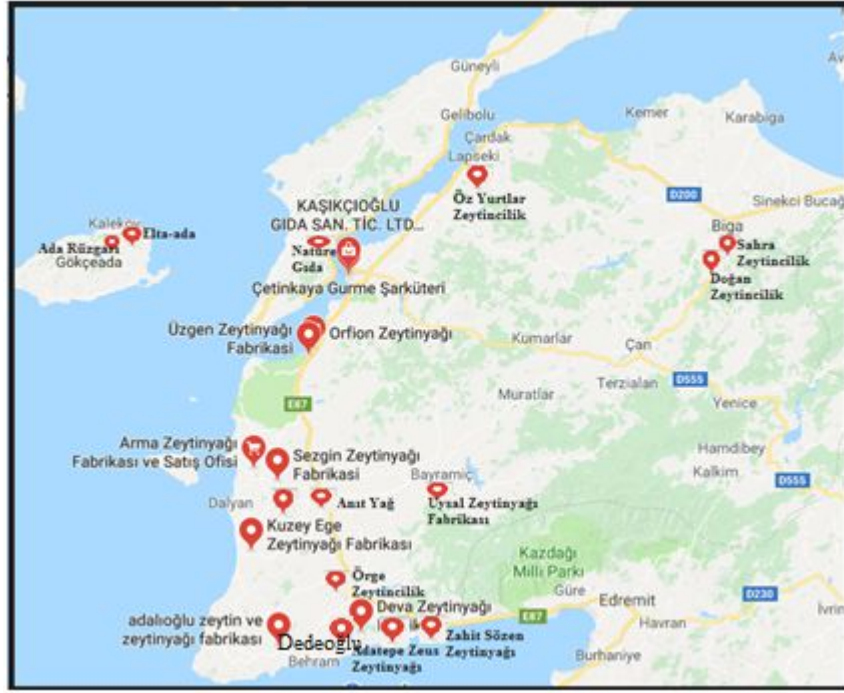 Güneyli
Gelibolu
Kemer
Karabiga
Çardak
Lapseki
D200
Öz Yurtlar
Zeytincilik
Sinekci Bucağ
KAŞIKÇIOĞLU
GIDA SAN. TİC. LTD...
Kaleköy
Elta-ada
Ada Rüzgarı
Gökçeada
Biga
Sahra
Zeytincilik
Doğan
Zeytincilik
Nature
Gıda
Çetinkaya Gurme Şarküteri
Üzgen Zeytinyağı
Fabrikası
Orfion Zeytinyağı
Kumarlar
Çan
Terzialan
D555
Muratlar
Yenice
E87
Arma Zeytinyağı
Fabrikası ve Satış Ofisi
Sezgin Zeytinyağı
Fabrikasi
Hamdibey
Kalkim
D555
Bayramiç
Dalyan
Anıt Yağ
Uysal Zeytinyağı
Fabrikası
Kuzey Ege
Zeytinyağı Fabrikası
Kazdağı
Milli Parkı
Örge
Zeytincilik
Güre
Edremit
D230
adalıoğlu zeytin ve
zeytinyağı fabrikası
Deva Zeytinyağı
E87
Havran
İvrin
Dedeoğlu
Adatepe Zeus
Zeytinyağı
Zahit Sözen
Zeytinyağı
Behram
Burhaniye